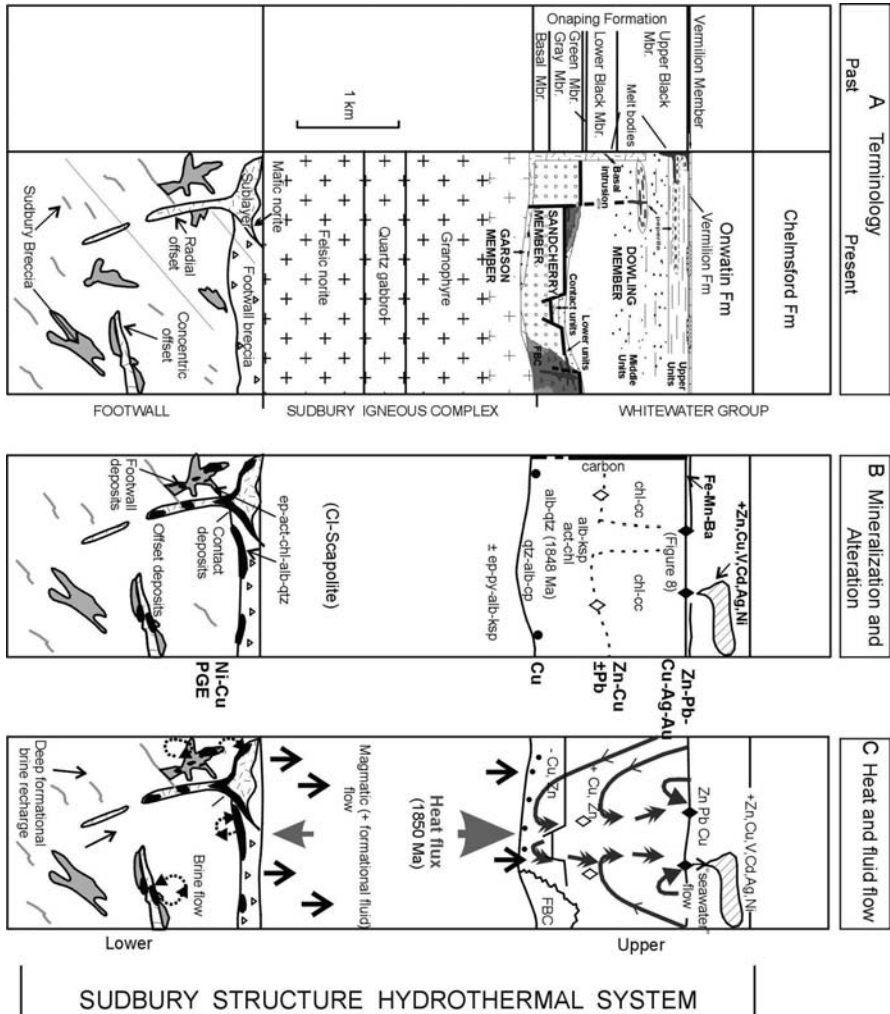 A Terminology
Past
Present
Onaping Formation
Vermilion Member
Upper Black
Mbr.
Melt bodies
Lower Black Mbr.
Green Mbr.
Gray Mbr.
Basal Mbr.
1 km
Chelmsford Fm
Onwatin Fm
Vermilion Fm
Upper
Units
Middle
Units
DOWLING
MEMBER
Basal
intrusion
Lower units
Contact units
SANDCHERRY
MEMBER
FBC
GARSON
MEMBER
Granophyre
Quartz gabbro
Felsic norite
Mafic norite
Sublayer
Footwall breccia
Radial
offset
Concentric
offset
Sudbury Breccia
WHITEWATER GROUP
SUDBURY IGNEOUS COMPLEX
FOOTWALL
B Mineralization and
Alteration
+Zn,Cu,V,Cd,Ag,Ni
Fe-Mn-Ba
(Figure 8)
carbon
chl-cc
chl-cc
alb-ksp
act-chl
alb-qtz (1848 Ma)
qtz-alb-cp
± ep-py-alb-ksp
(Cl-Scapolite)
ep-act-chl-alb-qtz
Contact
deposits
Offset deposits
Footwall
deposits
Zn-Pb-
Cu-Ag-Au
Zn-Cu
±Pb
Cu
Ni-Cu
PGE
C Heat and fluid flow
+Zn,Cu,V,Cd,Ag,Ni
Zn Pb Cu
"seawater"
flow
+ Cu, Zn
- Cu, Zn
FBC
Heat flux
(1850 Ma)
Magmatic (+ formational fluid)
flow
Brine flow
Deep formational
brine recharge
Upper
Lower
SUDBURY STRUCTURE HYDROTHERMAL SYSTEM